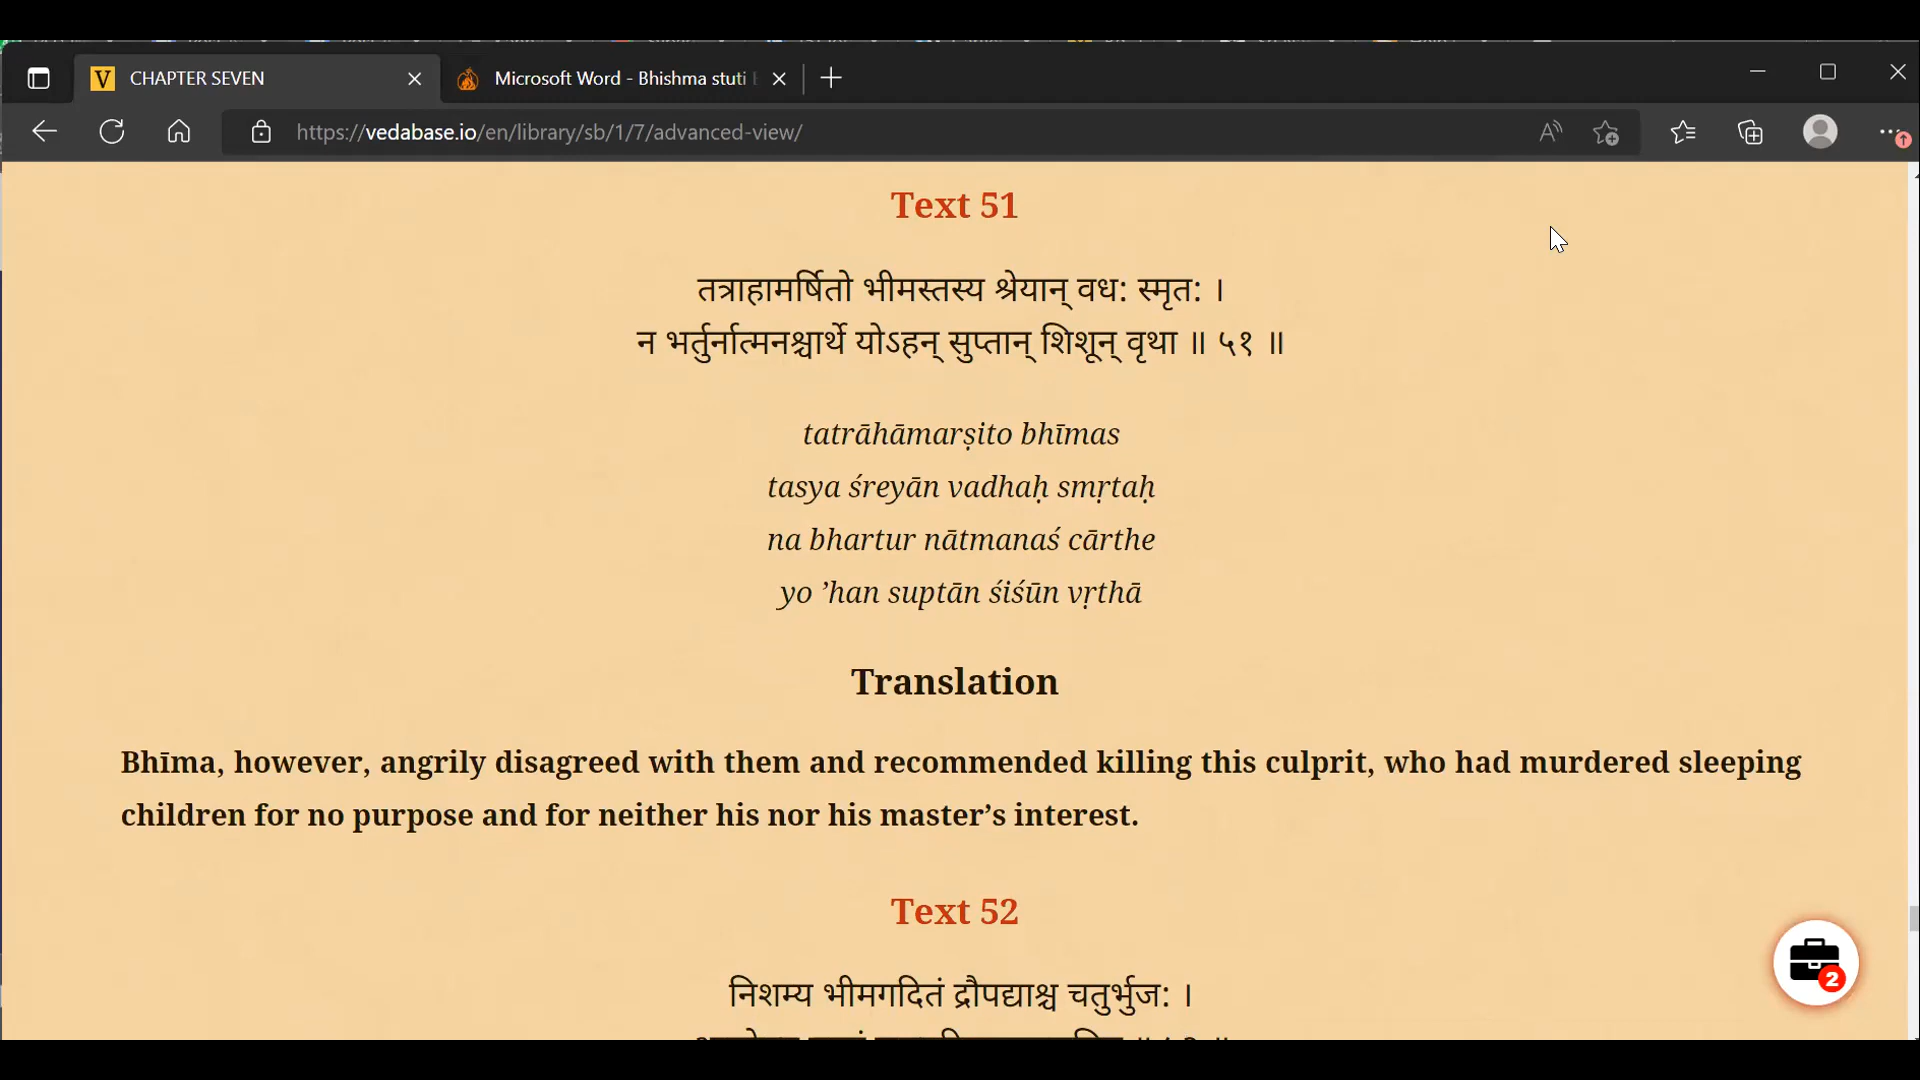 CHAPTER SEVEN
Microsoft Word - Bhishma stuti
https://vedabase.io/en/library/sb/1/7/advanced-view/
Text 51
तत्राहामर्षितो भीमस्तस्य श्रेयान् वध: स्मृत: ।
न भर्तुर्नात्मनश्चार्थे योऽहन् सुप्तान् शिशून् वृथा ॥ ५१ ॥
tatrāhāmarṣito bhīmas
tasya śreyān vadhaḥ smṛtaḥ
na bhartur nātmanaś cārthe
yo ’han suptān śiśūn vṛthā
Translation
Bhīma, however, angrily disagreed with them and recommended killing this culprit, who had murdered sleeping
children for no purpose and for neither his nor his master’s interest.
Text 52
निशम्य भीमगदितं द्रौपद्याश्च चतुर्भुज: ।
2